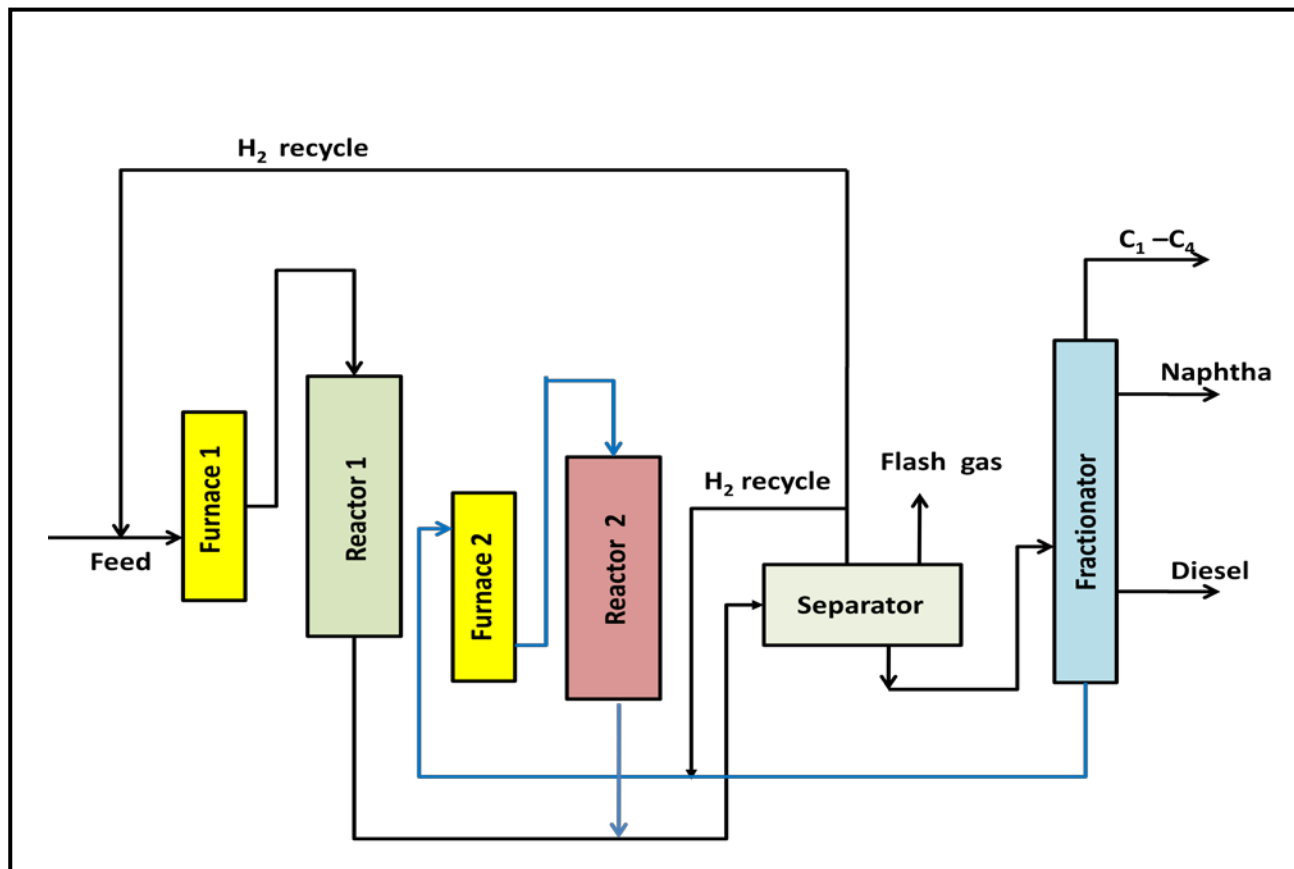 H₂ recycle
C₁ –C₄
Naphtha
Furnace 1
Reactor 1
Flash gas
H₂ recycle
Furnace 2
Reactor 2
Fractionator
Feed
Diesel
Separator